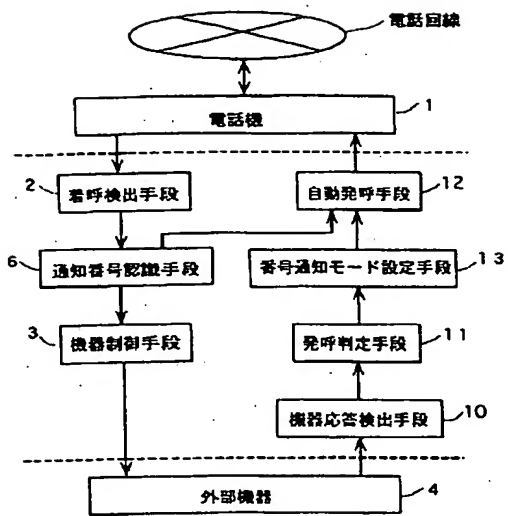 電話回線
電話機
1
2
着呼検出手段
自動発呼手段
12
6
通知番号認識手段
番号通知モード設定手段
13
3
機器制御手段
発呼判定手段
11
機器応答検出手段
10
外部機器
4